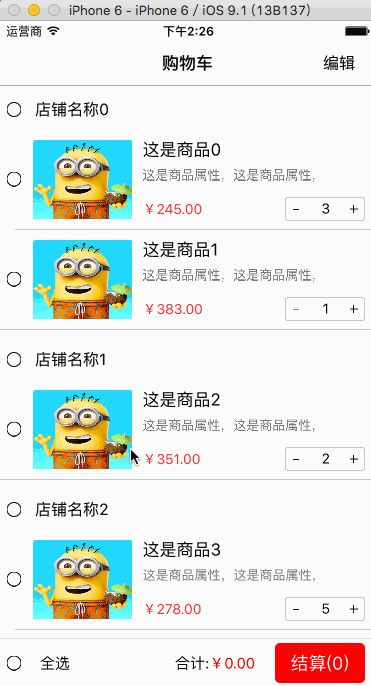 iPhone 6 - iPhone 6 / iOS 9.1 (13B137)
运营商 下午2:26
购物车 编辑
店铺名称0
这是商品0
这是商品属性，这是商品属性，
￥245.00 - 3 +
这是商品1
这是商品属性，这是商品属性，
￥383.00 - 1 +
店铺名称1
这是商品2
这是商品属性，这是商品属性，
￥351.00 - 2 +
店铺名称2
这是商品3
这是商品属性，这是商品属性，
￥278.00 - 5 +
全选 合计:￥0.00 结算(0)